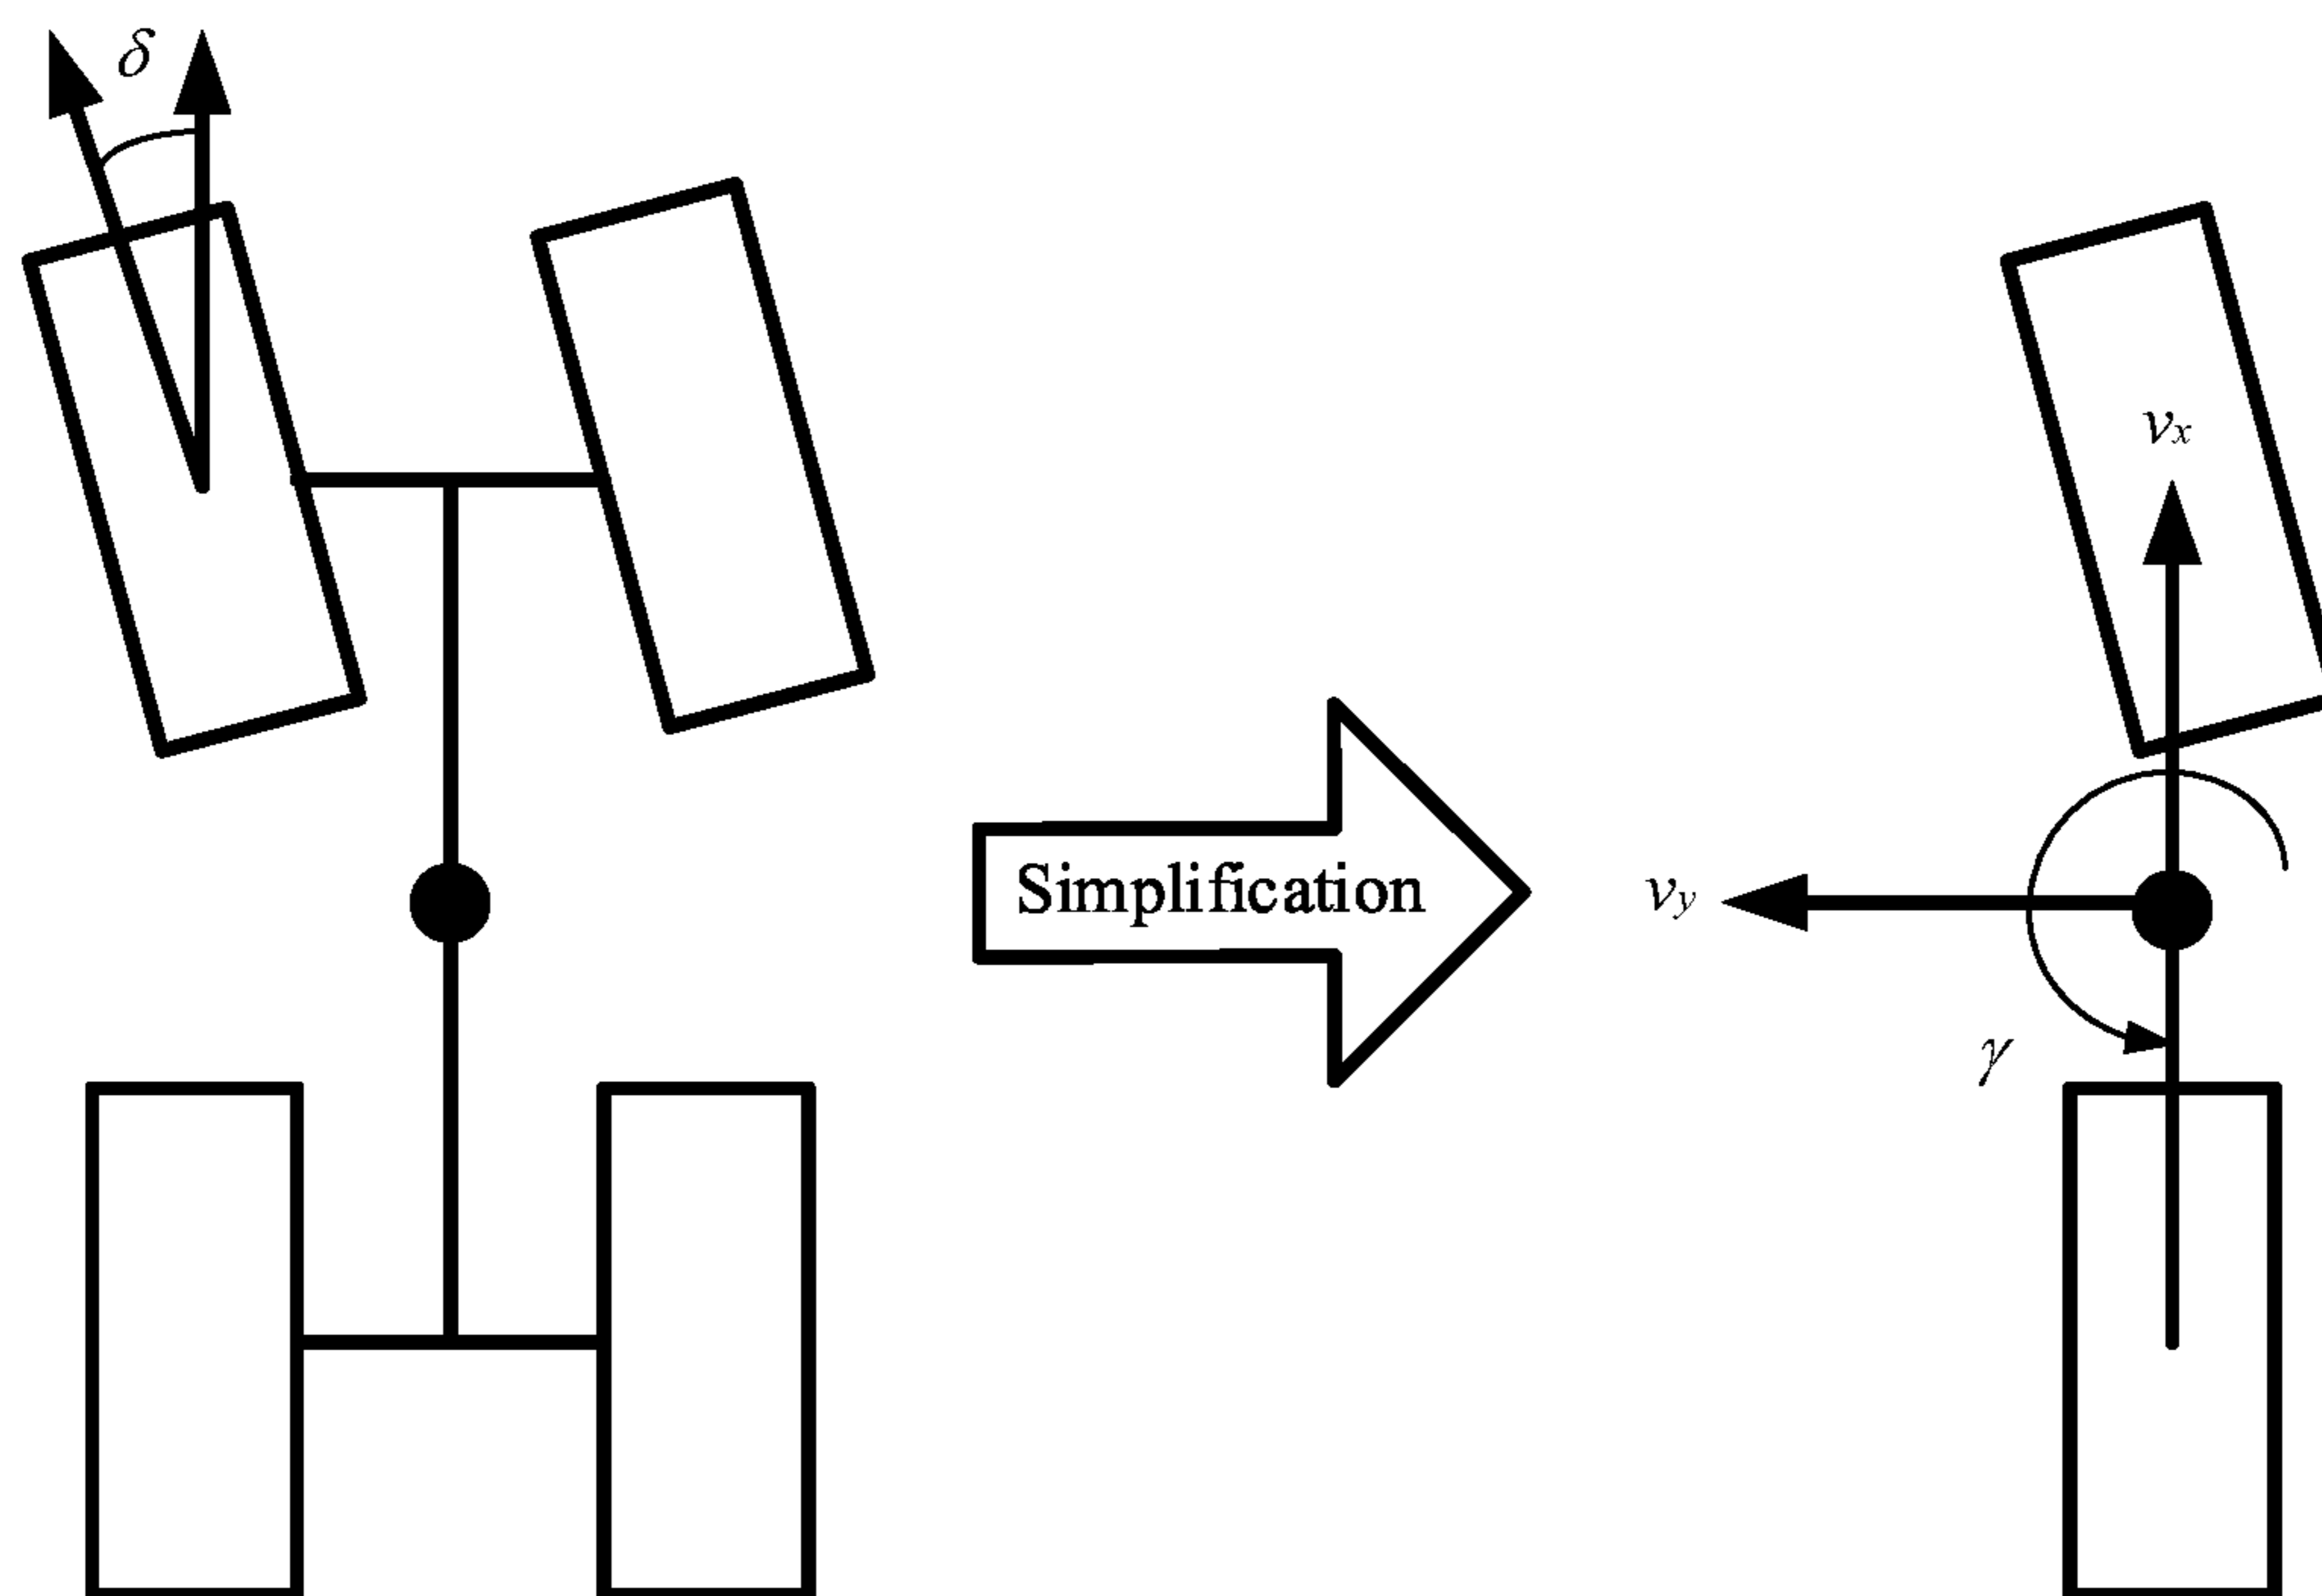 δ
vx
Simplification
vy
γ